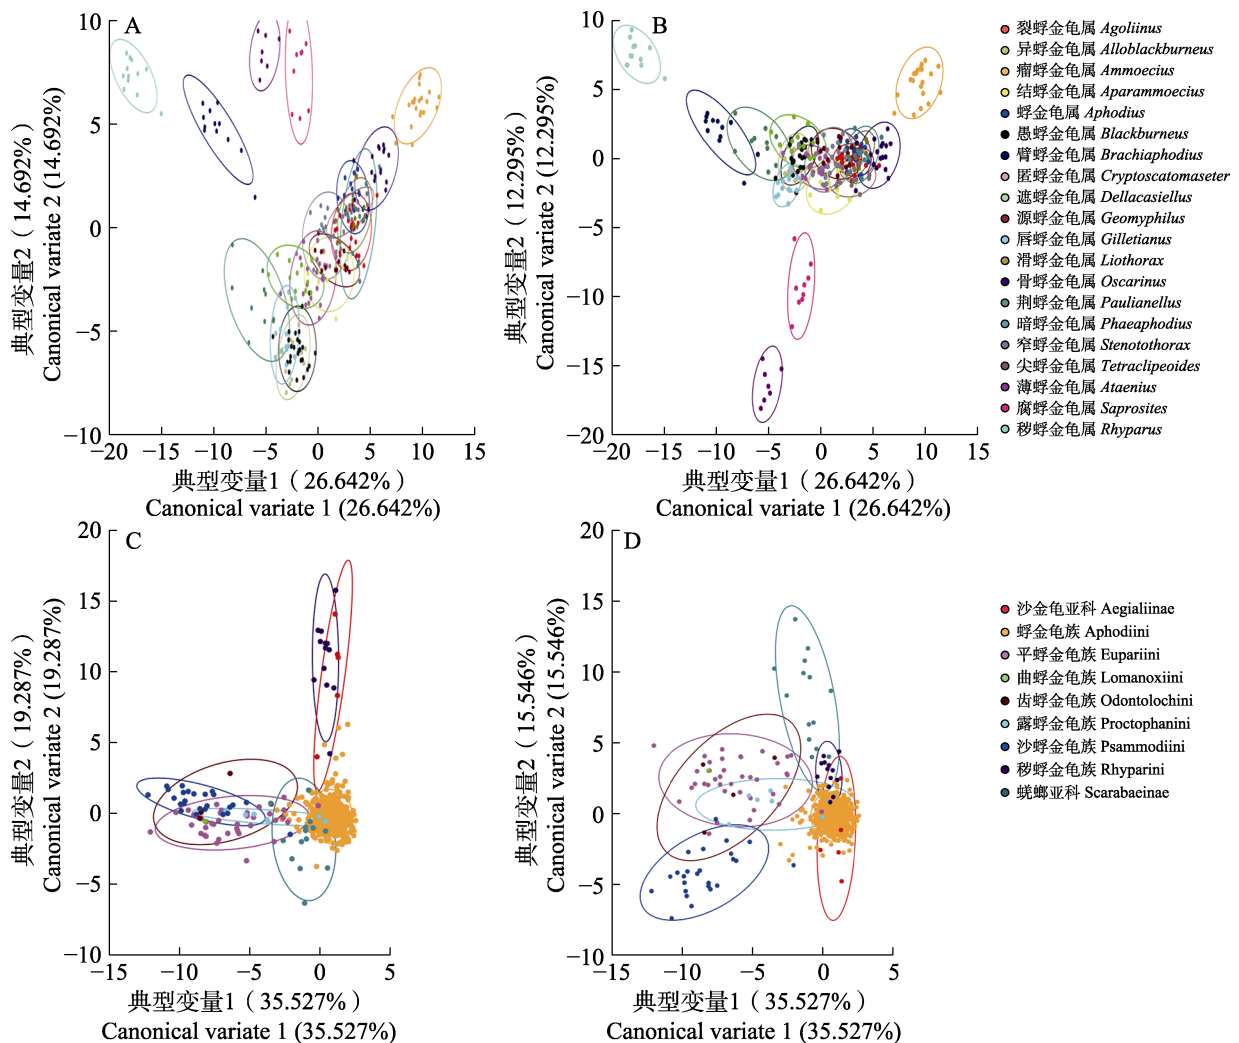 A
10
5
0
−5
−10
−20
−15
−10
−5
0
5
10
15
典型变量2（14.692%）
Canonical variate 2 (14.692%)
典型变量1（26.642%）
Canonical variate 1 (26.642%)
B
10
5
0
−5
−10
−15
−20
−20
−15
−10
−5
0
5
10
15
典型变量2（12.295%）
Canonical variate 2 (12.295%)
典型变量1（26.642%）
Canonical variate 1 (26.642%)
裂蜉金龟属 Agoliinus
异蜉金龟属 Alloblackburneus
瘤蜉金龟属 Ammoecius
结蜉金龟属 Aparammoecius
蜉金龟属 Aphodius
愚蜉金龟属 Blackburneus
臂蜉金龟属 Brachiaphodius
匿蜉金龟属 Cryptoscatomaseter
遮蜉金龟属 Dellacasiellus
源蜉金龟属 Geomyphilus
唇蜉金龟属 Gilletianus
滑蜉金龟属 Liothorax
骨蜉金龟属 Oscarinus
荆蜉金龟属 Paulianellus
暗蜉金龟属 Phaeaphodius
窄蜉金龟属 Stenotothorax
尖蜉金龟属 Tetraclipeoides
薄蜉金龟属 Ataenius
腐蜉金龟属 Saprosites
秽蜉金龟属 Rhyparus
C
20
15
10
5
0
−5
−10
−15
−10
−5
0
5
典型变量2（19.287%）
Canonical variate 2 (19.287%)
典型变量1（35.527%）
Canonical variate 1 (35.527%)
D
20
15
10
5
0
−5
−10
−15
−10
−5
0
5
典型变量2（15.546%）
Canonical variate 2 (15.546%)
典型变量1（35.527%）
Canonical variate 1 (35.527%)
沙金龟亚科 Aegialiinae
蜉金龟族 Aphodiini
平蜉金龟族 Eupariini
曲蜉金龟族 Lomanoxiini
齿蜉金龟族 Odontolochini
露蜉金龟族 Proctophanini
沙蜉金龟族 Psammodiini
秽蜉金龟族 Rhyparini
蜣螂亚科 Scarabaeinae